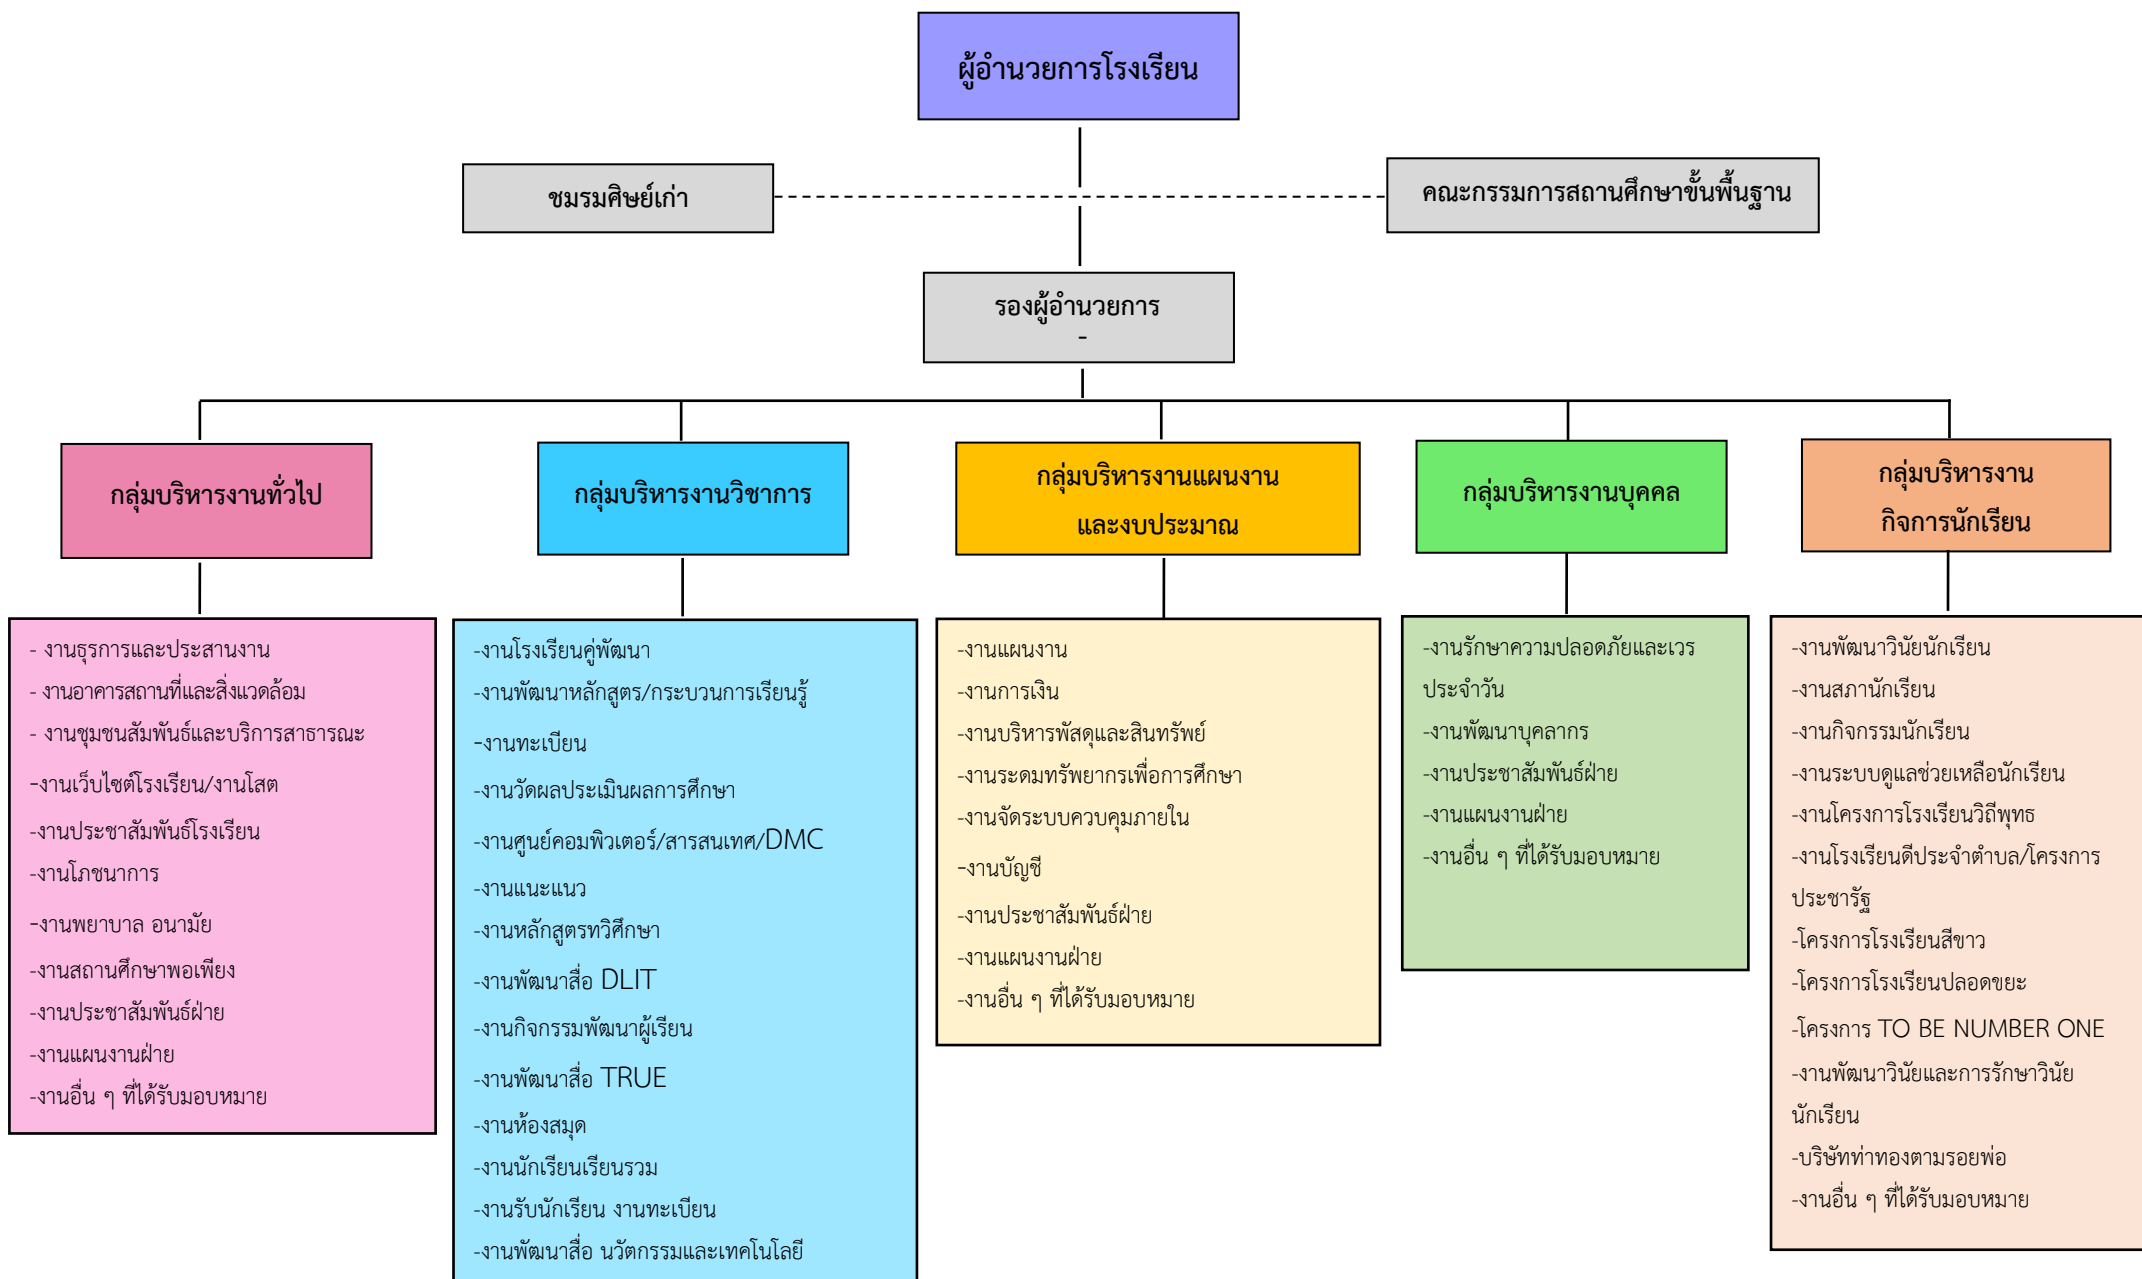 ผู้อำนวยการโรงเรียน
ชมรมศิษย์เก่า
คณะกรรมการสถานศึกษาขั้นพื้นฐาน
รองผู้อำนวยการ
-
กลุ่มบริหารงานทั่วไป
- งานธุรการและประสานงาน
- งานอาคารสถานที่และสิ่งแวดล้อม
- งานชุมชนสัมพันธ์และบริการสาธารณะ
-งานเว็บไซต์โรงเรียน/งานโสต
-งานประชาสัมพันธ์โรงเรียน
-งานโภชนาการ
-งานพยาบาล อนามัย
-งานสถานศึกษาพอเพียง
-งานประชาสัมพันธ์ฝ่าย
-งานแผนงานฝ่าย
-งานอื่น ๆ ที่ได้รับมอบหมาย
กลุ่มบริหารงานวิชาการ
-งานโรงเรียนคู่พัฒนา
-งานพัฒนาหลักสูตร/กระบวนการเรียนรู้
-งานทะเบียน
-งานวัดผลประเมินผลการศึกษา
-งานศูนย์คอมพิวเตอร์/สารสนเทศ/DMC
-งานแนะแนว
-งานหลักสูตรทวิศึกษา
-งานพัฒนาสื่อ DLIT
-งานกิจกรรมพัฒนาผู้เรียน
-งานพัฒนาสื่อ TRUE
-งานห้องสมุด
-งานนักเรียนเรียนรวม
-งานรับนักเรียน งานทะเบียน
-งานพัฒนาสื่อ นวัตกรรมและเทคโนโลยี
กลุ่มบริหารงานแผนงาน
และงบประมาณ
-งานแผนงาน
-งานการเงิน
-งานบริหารพัสดุและสินทรัพย์
-งานระดมทรัพยากรเพื่อการศึกษา
-งานจัดระบบควบคุมภายใน
-งานบัญชี
-งานประชาสัมพันธ์ฝ่าย
-งานแผนงานฝ่าย
-งานอื่น ๆ ที่ได้รับมอบหมาย
กลุ่มบริหารงานบุคคล
-งานรักษาความปลอดภัยและเวร
ประจำวัน
-งานพัฒนาบุคลากร
-งานประชาสัมพันธ์ฝ่าย
-งานแผนงานฝ่าย
-งานอื่น ๆ ที่ได้รับมอบหมาย
กลุ่มบริหารงาน
กิจการนักเรียน
-งานพัฒนาวินัยนักเรียน
-งานสภานักเรียน
-งานกิจกรรมนักเรียน
-งานระบบดูแลช่วยเหลือนักเรียน
-งานโครงการโรงเรียนวิถีพุทธ
-งานโรงเรียนดีประจำตำบล/โครงการ
ประชารัฐ
-โครงการโรงเรียนสีขาว
-โครงการโรงเรียนปลอดขยะ
-โครงการ TO BE NUMBER ONE
-งานพัฒนาวินัยและการรักษาวินัย
นักเรียน
-บริษัทท่าทองตามรอยพ่อ
-งานอื่น ๆ ที่ได้รับมอบหมาย